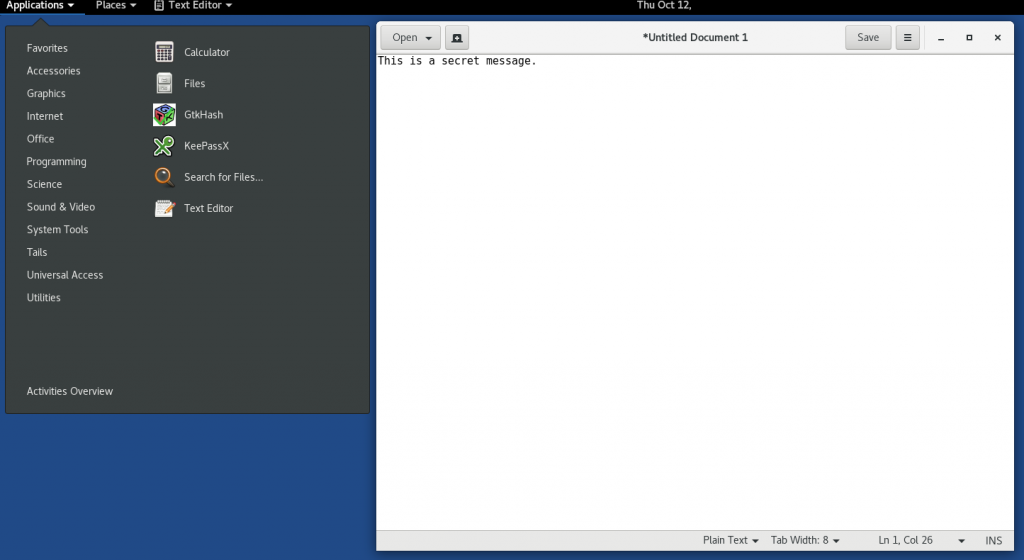 Applications Places Text Editor Thu Oct 12,
Favorites
Accessories
Graphics
Internet
Office
Programming
Science
Sound & Video
System Tools
Tails
Universal Access
Utilities
Activities Overview
Calculator
Files
GtkHash
KeePassX
Search for Files...
Text Editor
Open *Untitled Document 1 Save
This is a secret message.
Plain Text Tab Width: 8 Ln 1, Col 26 INS